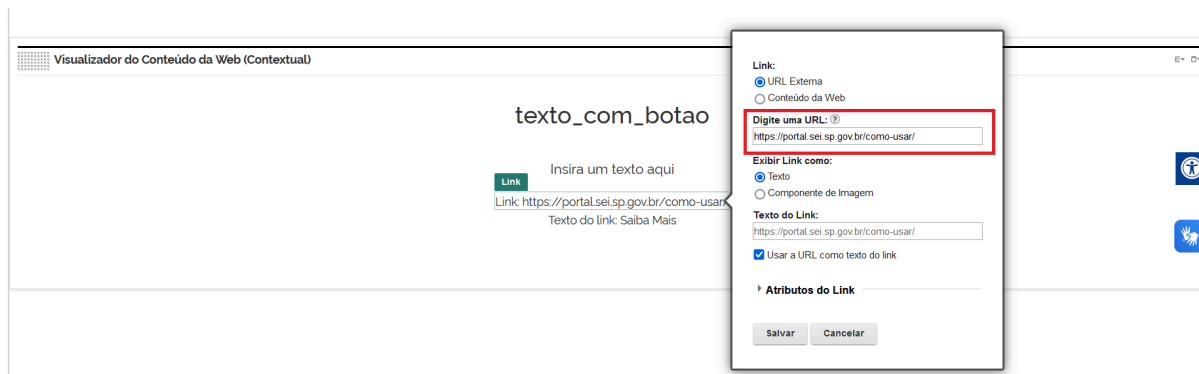 Visualizador do Conteúdo da Web (Contextual)
texto_com_botao
Insira um texto aqui
Link
Link: https://portal.sei.sp.gov.br/como-usar/
Texto do link: Saiba Mais
Link:
URL Externa
Conteúdo da Web
Digite uma URL: ?
https://portal.sei.sp.gov.br/como-usar/
Exibir Link como:
Texto
Componente de Imagem
Texto do Link:
https://portal.sei.sp.gov.br/como-usar/
Usar a URL como texto do link
Atributos do Link
Salvar
Cancelar